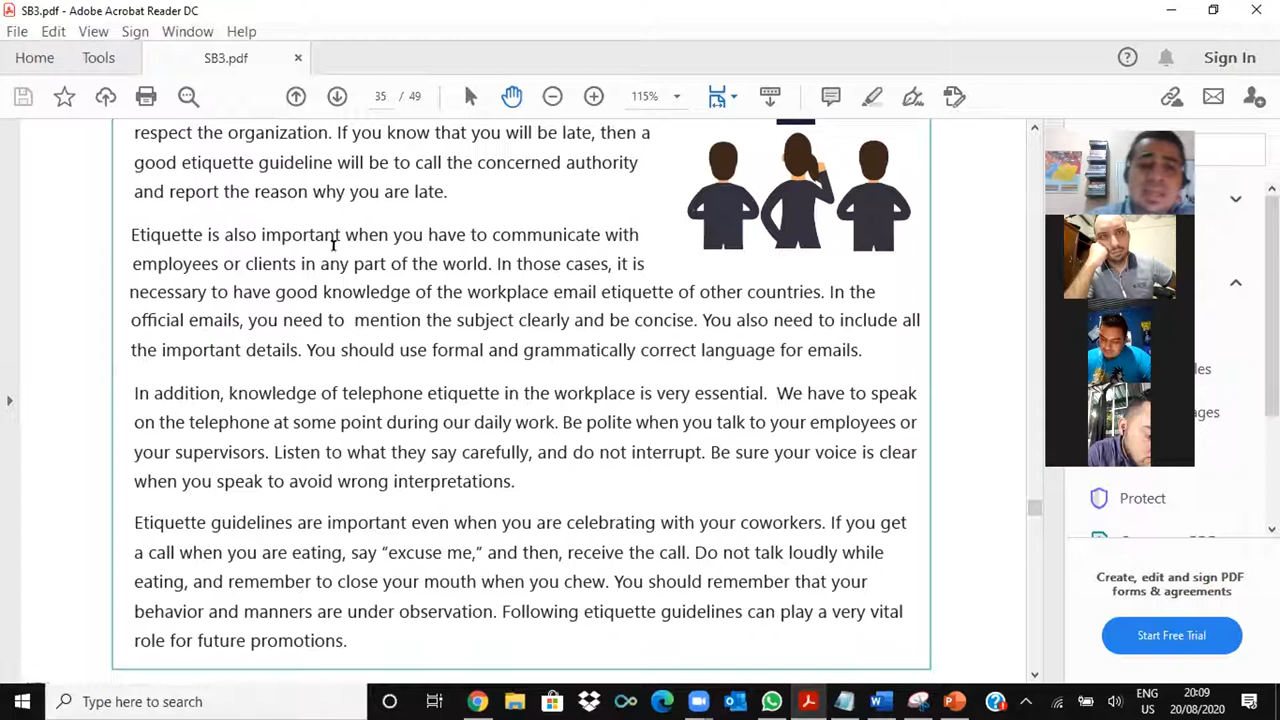 SB3.pdf - Adobe Acrobat Reader DC
File Edit View Sign Window Help
Home Tools SB3.pdf × Sign In
35 / 49 115%
respect the organization. If you know that you will be late, then a
good etiquette guideline will be to call the concerned authority
and report the reason why you are late.
Etiquette is also important when you have to communicate with
employees or clients in any part of the world. In those cases, it is
necessary to have good knowledge of the workplace email etiquette of other countries. In the
official emails, you need to mention the subject clearly and be concise. You also need to include all
the important details. You should use formal and grammatically correct language for emails.
In addition, knowledge of telephone etiquette in the workplace is very essential. We have to speak
on the telephone at some point during our daily work. Be polite when you talk to your employees or
your supervisors. Listen to what they say carefully, and do not interrupt. Be sure your voice is clear
when you speak to avoid wrong interpretations.
Etiquette guidelines are important even when you are celebrating with your coworkers. If you get
a call when you are eating, say “excuse me,” and then, receive the call. Do not talk loudly while
eating, and remember to close your mouth when you chew. You should remember that your
behavior and manners are under observation. Following etiquette guidelines can play a very vital
role for future promotions.
Protect
Create, edit and sign PDF
forms & agreements
Start Free Trial
Type here to search
ENG
US
20:09
20/08/2020